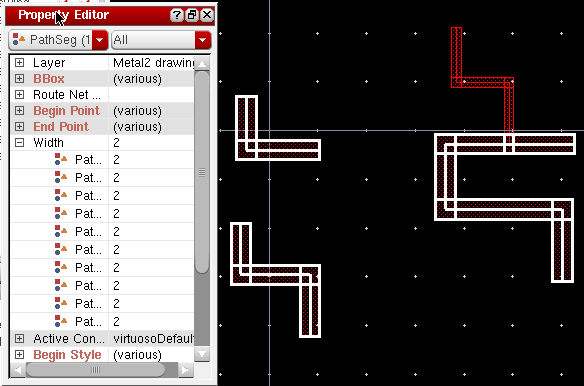 Property Editor
PathSeg (1 All
Layer Metal2 drawin
BBox (various)
Route Net ...
Begin Point (various)
End Point (various)
Width 2
Pat... 2
Pat... 2
Pat... 2
Pat... 2
Pat... 2
Pat... 2
Pat... 2
Pat... 2
Pat... 2
Pat... 2
Active Con... virtuosoDefaul
Begin Style (various)